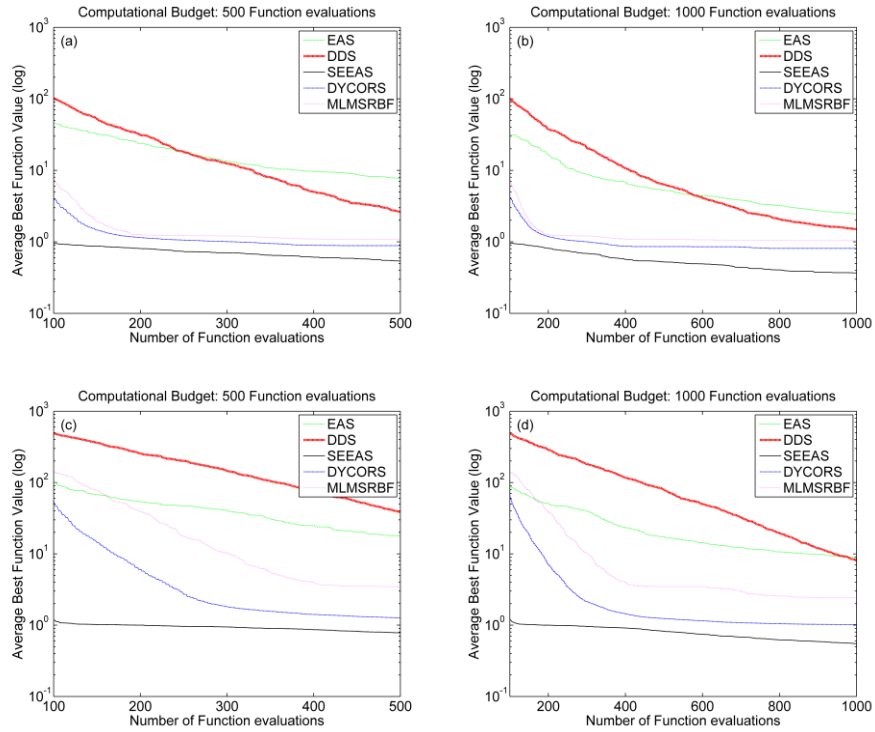 Computational Budget: 500 Function evaluations
(a)
EAS
DDS
SEEAS
DYCORS
MLMSRBF
Average Best Function Value (log)
10^3
10^2
10^1
10^0
10^-1
100 200 300 400 500
Number of Function evaluations
Computational Budget: 1000 Function evaluations
(b)
EAS
DDS
SEEAS
DYCORS
MLMSRBF
Average Best Function Value (log)
10^3
10^2
10^1
10^0
10^-1
200 400 600 800 1000
Number of Function evaluations
Computational Budget: 500 Function evaluations
(c)
EAS
DDS
SEEAS
DYCORS
MLMSRBF
Average Best Function Value (log)
10^3
10^2
10^1
10^0
10^-1
100 200 300 400 500
Number of Function evaluations
Computational Budget: 1000 Function evaluations
(d)
EAS
DDS
SEEAS
DYCORS
MLMSRBF
Average Best Function Value (log)
10^3
10^2
10^1
10^0
10^-1
200 400 600 800 1000
Number of Function evaluations